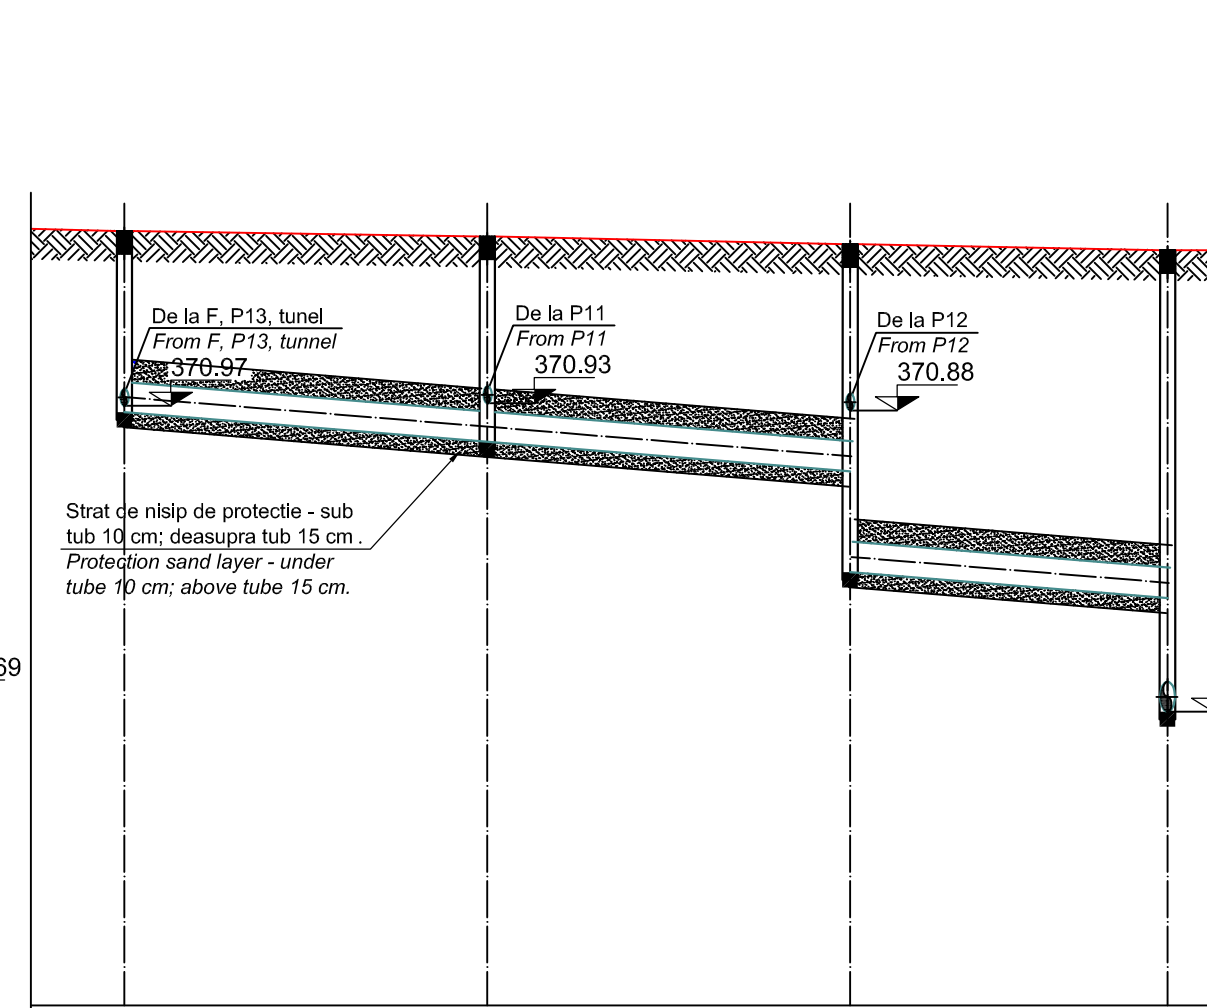 De la F, P13, tunel
From F, P13, tunnel
370.97
De la P11
From P11
370.93
De la P12
From P12
370.88
Strat de nisip de protectie - sub
tub 10 cm; deasupra tub 15 cm .
Protection sand layer - under
tube 10 cm; above tube 15 cm.
69